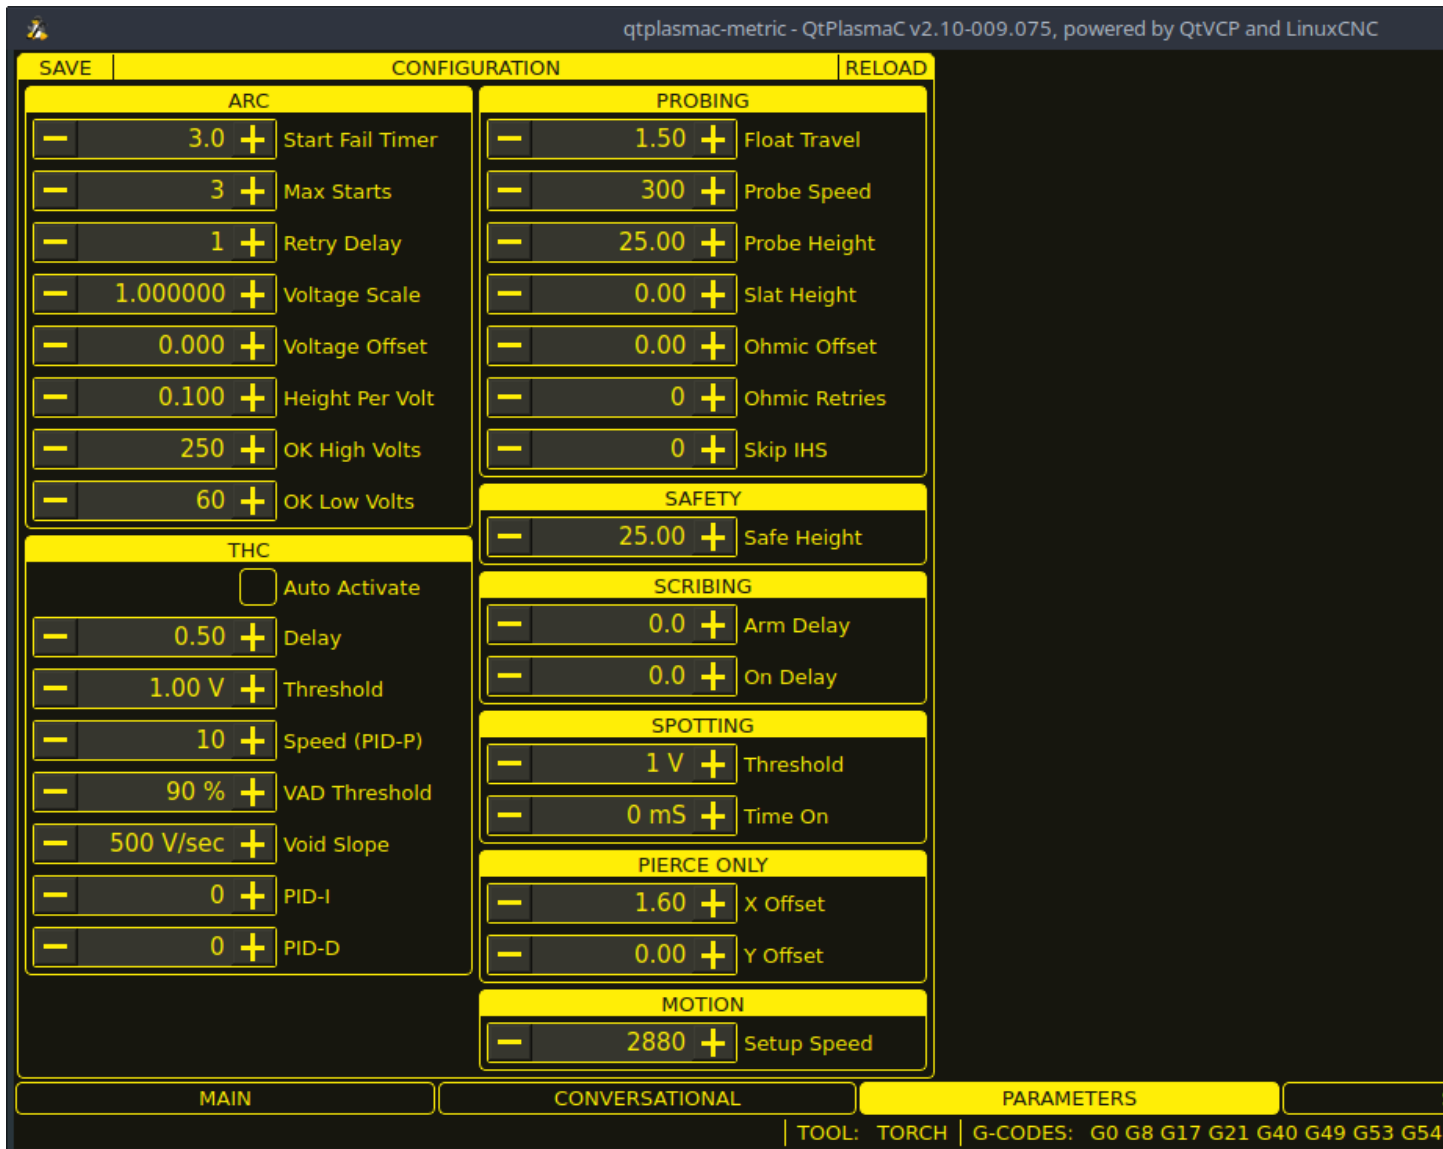 qtplasmac-metric - QtPlasmaC v2.10-009.075, powered by QtVCP and LinuxCNC
SAVE CONFIGURATION RELOAD
ARC
3.0 Start Fail Timer
3 Max Starts
1 Retry Delay
1.000000 Voltage Scale
0.000 Voltage Offset
0.100 Height Per Volt
250 OK High Volts
60 OK Low Volts
THC
Auto Activate
0.50 Delay
1.00 V Threshold
10 Speed (PID-P)
90 % VAD Threshold
500 V/sec Void Slope
0 PID-I
0 PID-D
PROBING
1.50 Float Travel
300 Probe Speed
25.00 Probe Height
0.00 Slat Height
0.00 Ohmic Offset
0 Ohmic Retries
0 Skip IHS
SAFETY
25.00 Safe Height
SCRIBING
0.0 Arm Delay
0.0 On Delay
SPOTTING
1 V Threshold
0 mS Time On
PIERCE ONLY
1.60 X Offset
0.00 Y Offset
MOTION
2880 Setup Speed
MAIN CONVERSATIONAL PARAMETERS
TOOL: TORCH G-CODES: G0 G8 G17 G21 G40 G49 G53 G54